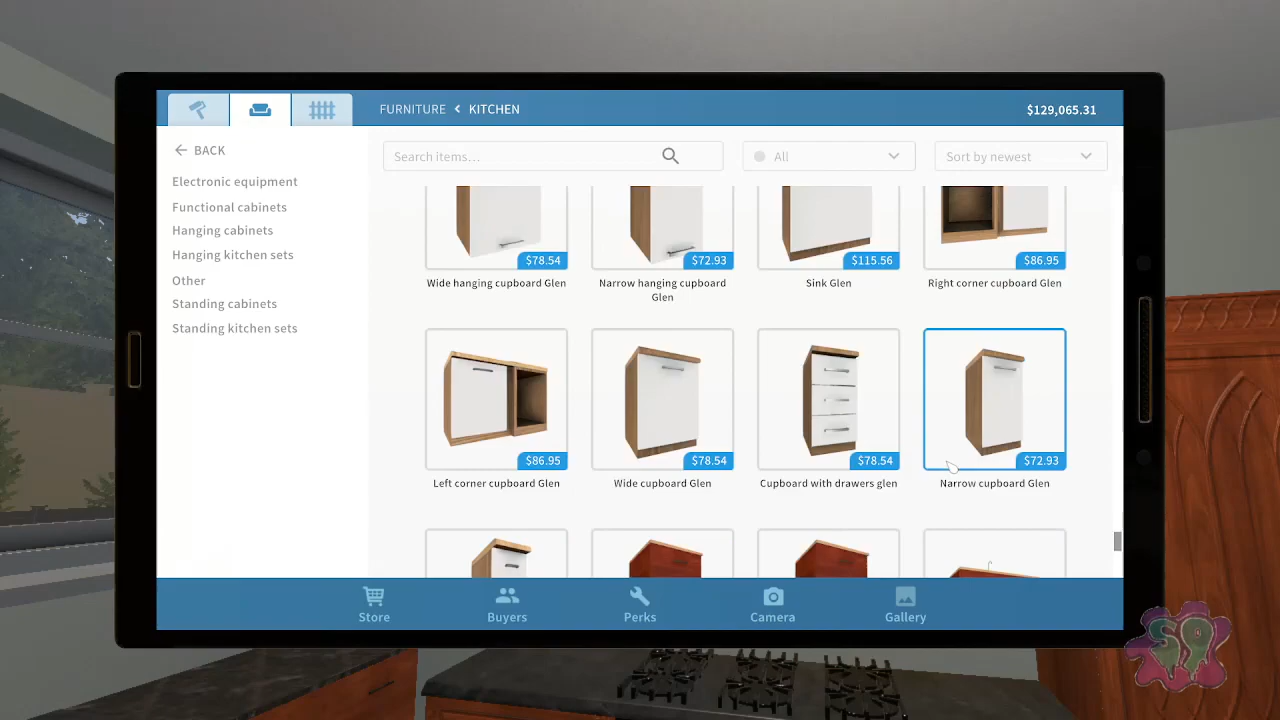 FURNITURE < KITCHEN
$129,065.31
BACK
Search items...
All
Sort by newest
Electronic equipment
Functional cabinets
Hanging cabinets
Hanging kitchen sets
Other
Standing cabinets
Standing kitchen sets
$78.54
$72.93
$115.56
$86.95
Wide hanging cupboard Glen
Narrow hanging cupboard
Glen
Sink Glen
Right corner cupboard Glen
$86.95
$78.54
$78.54
$72.93
Left corner cupboard Glen
Wide cupboard Glen
Cupboard with drawers glen
Narrow cupboard Glen
Store
Buyers
Perks
Camera
Gallery